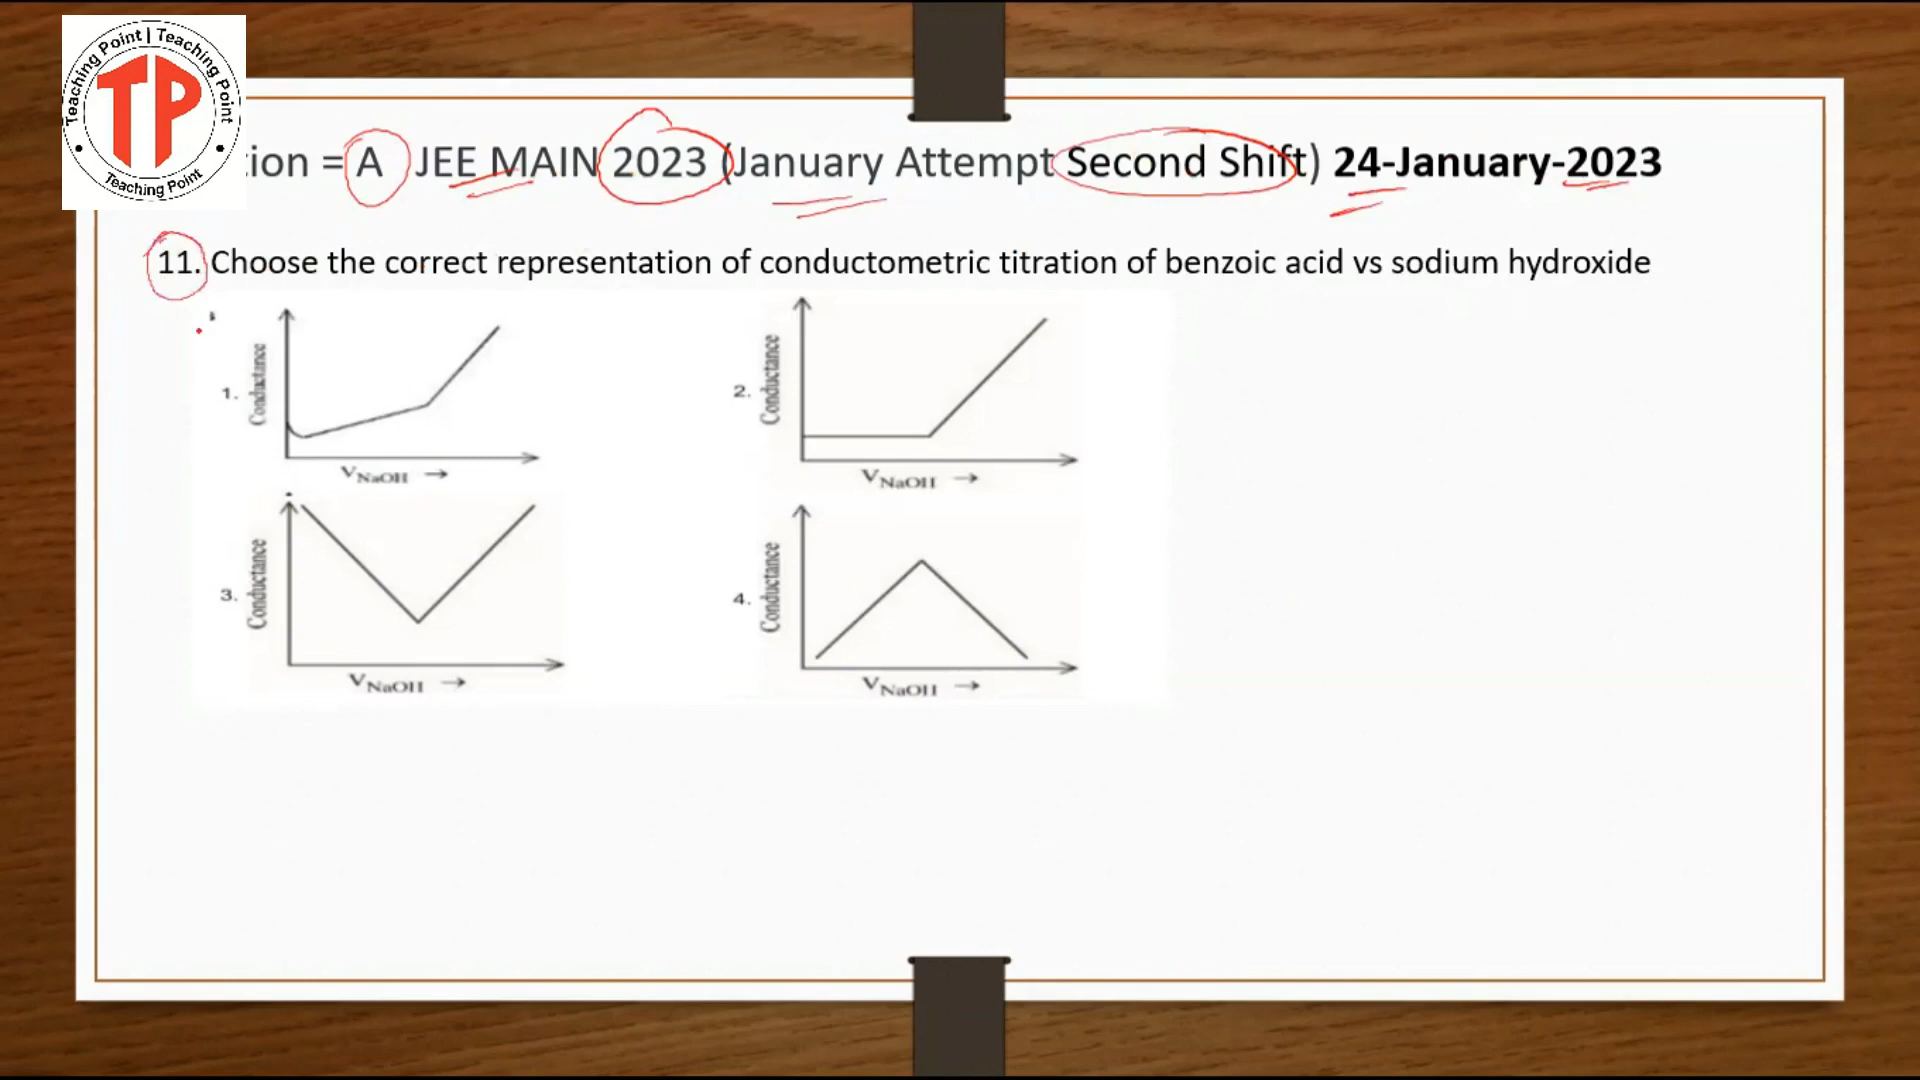 Teaching Point | Teaching Point
TP
Teaching Point
tion = A JEE MAIN 2023 (January Attempt Second Shift) 24-January-2023
11. Choose the correct representation of conductometric titration of benzoic acid vs sodium hydroxide
1. Conductance
V NaOH →
2. Conductance
V NaOH →
3. Conductance
V NaOH →
4. Conductance
V NaOH →